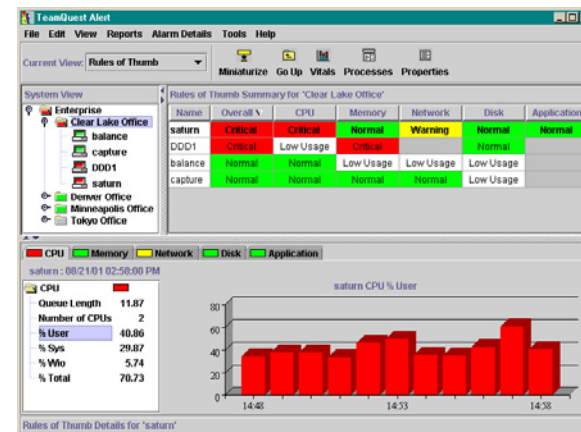 TeamQuest Alert
File Edit View Reports Alarm Details Tools Help
Current View: Rules of Thumb
Miniaturize Go Up Vitals Processes Properties
System View
Enterprise
Clear Lake Office
balance
capture
DDD1
saturn
Denver Office
Minneapolis Office
Tokyo Office
Rules of Thumb Summary for 'Clear Lake Office'
Name Overall CPU Memory Network Disk Application
saturn Critical Critical Normal Warning Normal Normal
DDD1 Critical Low Usage Critical Normal
balance Normal Normal Low Usage Low Usage Low Usage
capture Normal Normal Normal Normal Low Usage
CPU Memory Network Disk Application
saturn : 08/21/01 02:58:00 PM
CPU
Queue Length 11.87
Number of CPUs 2
% User 40.86
% Sys 29.87
% Wio 5.74
% Total 70.73
saturn CPU % User
80
60
40
20
0
14:48 14:53 14:58
Rules of Thumb Details for 'saturn'